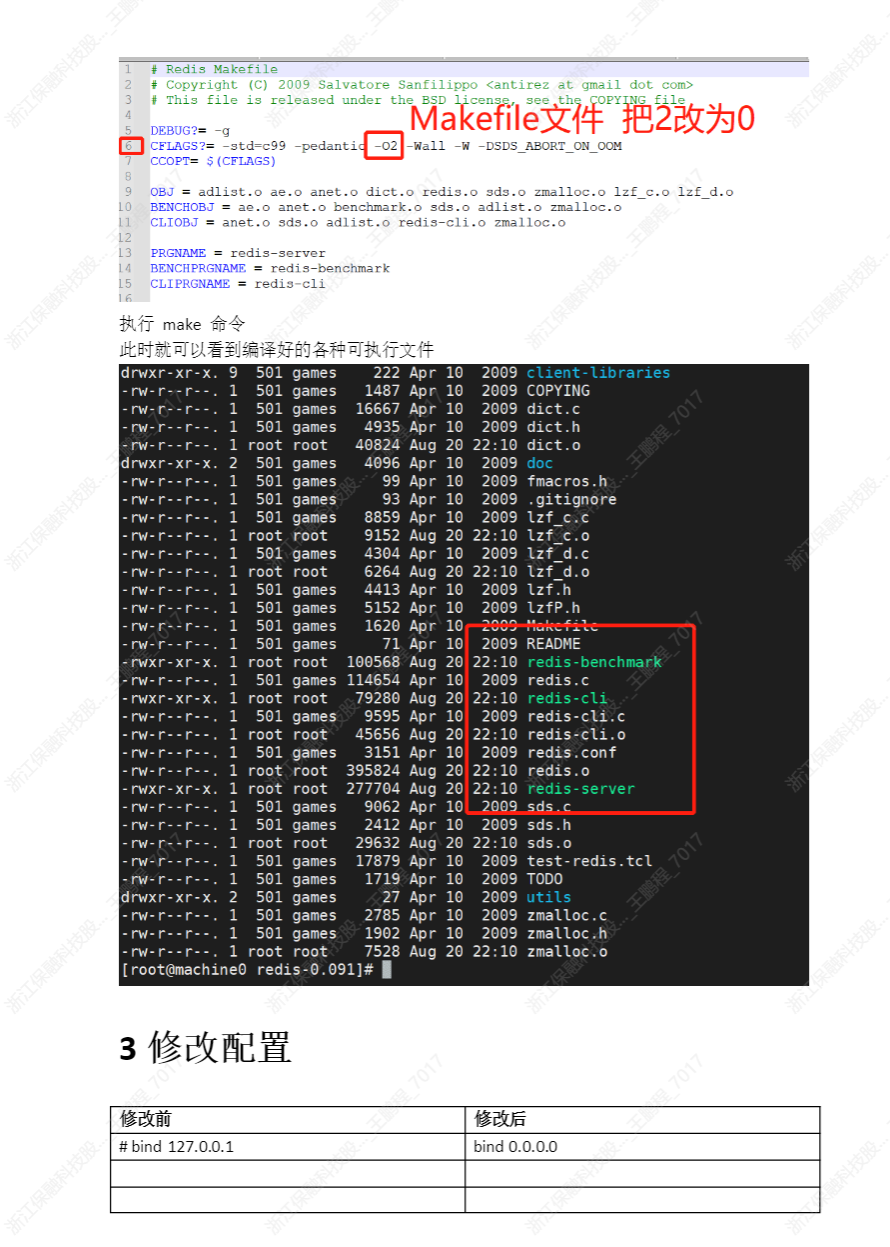 1 # Redis Makefile
2 # Copyright (C) 2009 Salvatore Sanfilippo <antirez at gmail dot com>
3 # This file is released under the BSD license, see the COPYING file
4
Makefile文件 把2改为0
5 DEBUG?= -g
6 CFLAGS?= -std=c99 -pedantic -O2 -Wall -W -DSDS_ABORT_ON_OOM
7 CCOPT= $(CFLAGS)
8
9 OBJ = adlist.o ae.o anet.o dict.o redis.o sds.o zmalloc.o lzf_c.o lzf_d.o
10 BENCHOBJ = ae.o anet.o benchmark.o sds.o adlist.o zmalloc.o
11 CLIOBJ = anet.o sds.o adlist.o redis-cli.o zmalloc.o
12
13 PRGNAME = redis-server
14 BENCHPRGNAME = redis-benchmark
15 CLIPRGNAME = redis-cli
16
执行 make 命令
此时就可以看到编译好的各种可执行文件
drwxr-xr-x. 9 501 games 222 Apr 10 2009 client-libraries
-rw-r--r--. 1 501 games 1487 Apr 10 2009 COPYING
-rw-r--r--. 1 501 games 16667 Apr 10 2009 dict.c
-rw-r--r--. 1 501 games 4935 Apr 10 2009 dict.h
-rw-r--r--. 1 root root 40824 Aug 20 22:10 dict.o
drwxr-xr-x. 2 501 games 4096 Apr 10 2009 doc
-rw-r--r--. 1 501 games 99 Apr 10 2009 fmacros.h
-rw-r--r--. 1 501 games 93 Apr 10 2009 .gitignore
-rw-r--r--. 1 501 games 8859 Apr 10 2009 lzf_c.c
-rw-r--r--. 1 root root 9152 Aug 20 22:10 lzf_c.o
-rw-r--r--. 1 501 games 4304 Apr 10 2009 lzf_d.c
-rw-r--r--. 1 root root 6264 Aug 20 22:10 lzf_d.o
-rw-r--r--. 1 501 games 4413 Apr 10 2009 lzf.h
-rw-r--r--. 1 501 games 5152 Apr 10 2009 lzfP.h
-rw-r--r--. 1 501 games 1620 Apr 10 2009 Makefile
-rw-r--r--. 1 501 games 71 Apr 10 2009 README
-rwxr-xr-x. 1 root root 100568 Aug 20 22:10 redis-benchmark
-rw-r--r--. 1 501 games 114654 Apr 10 2009 redis.c
-rwxr-xr-x. 1 root root 79280 Aug 20 22:10 redis-cli
-rw-r--r--. 1 501 games 9595 Apr 10 2009 redis-cli.c
-rw-r--r--. 1 root root 45656 Aug 20 22:10 redis-cli.o
-rw-r--r--. 1 501 games 3151 Apr 10 2009 redis.conf
-rw-r--r--. 1 root root 395824 Aug 20 22:10 redis.o
-rwxr-xr-x. 1 root root 277704 Aug 20 22:10 redis-server
-rw-r--r--. 1 501 games 9062 Apr 10 2009 sds.c
-rw-r--r--. 1 501 games 2412 Apr 10 2009 sds.h
-rw-r--r--. 1 root root 29632 Aug 20 22:10 sds.o
-rw-r--r--. 1 501 games 17879 Apr 10 2009 test-redis.tcl
-rw-r--r--. 1 501 games 1719 Apr 10 2009 TODO
drwxr-xr-x. 2 501 games 27 Apr 10 2009 utils
-rw-r--r--. 1 501 games 2785 Apr 10 2009 zmalloc.c
-rw-r--r--. 1 501 games 1902 Apr 10 2009 zmalloc.h
-rw-r--r--. 1 root root 7528 Aug 20 22:10 zmalloc.o
[root@machine0 redis-0.091]#
3 修改配置
修改前 修改后
# bind 127.0.0.1 bind 0.0.0.0
浙江保融科技股..._王鹏程_7017